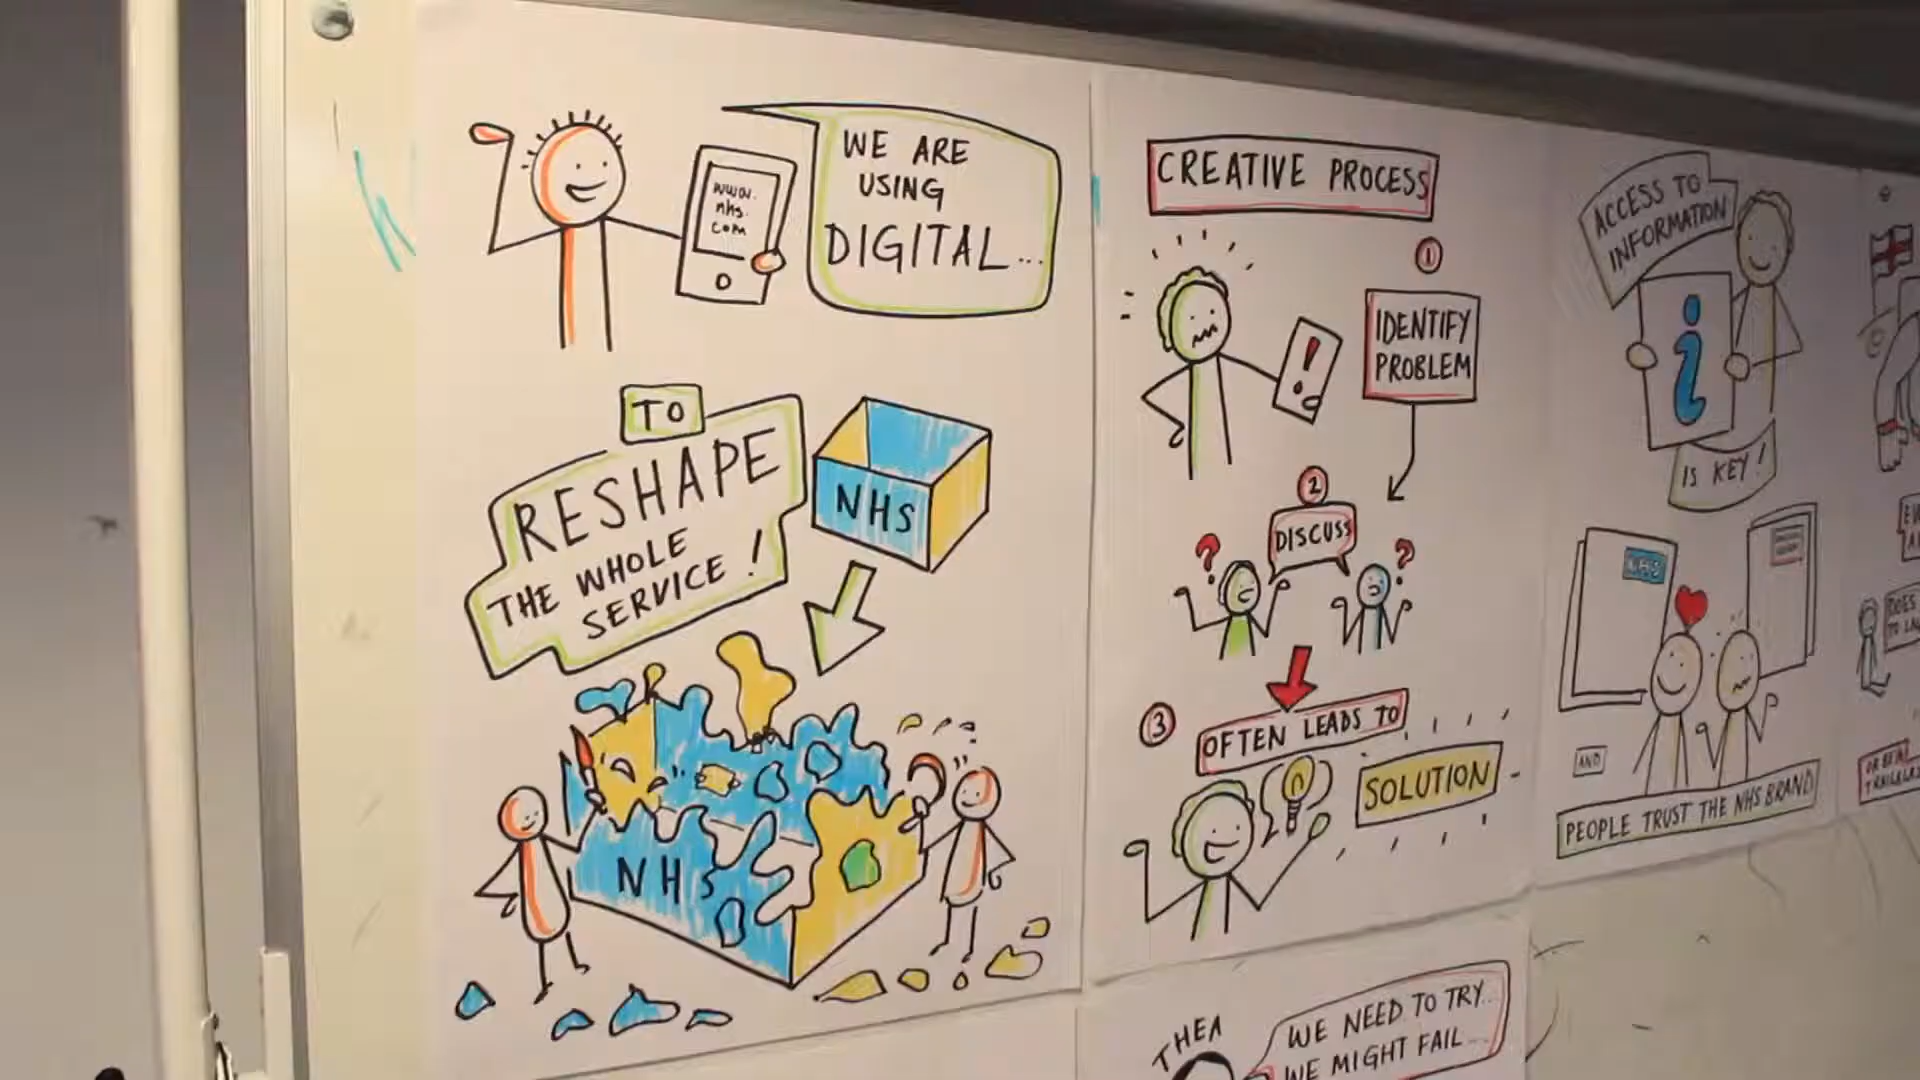 WE ARE
USING
DIGITAL...
www.
nhs.
com
TO
RESHAPE
THE WHOLE
SERVICE!
NHS
NHS
CREATIVE PROCESS
1
IDENTIFY
PROBLEM
!
2
DISCUSS
?
?
3
OFTEN LEADS TO
SOLUTION
THEA
WE NEED TO TRY...
WE MIGHT FAIL...
ACCESS TO
INFORMATION
i
IS KEY!
NHS
AND
PEOPLE TRUST THE NHS BRAND
DOES
TO